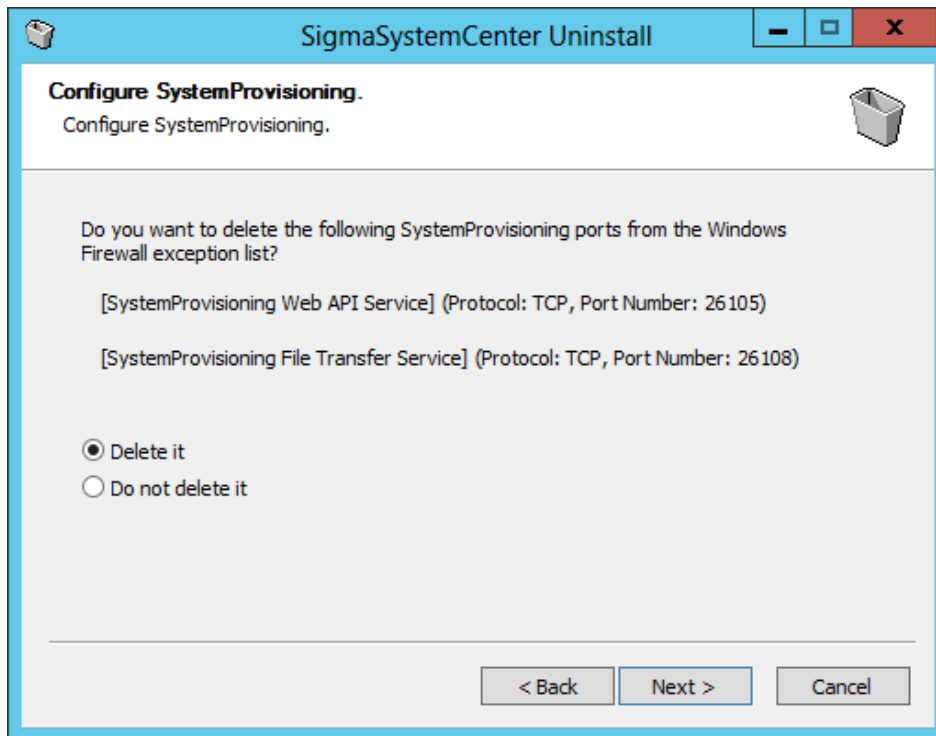 SigmaSystemCenter Uninstall
Configure SystemProvisioning.
Configure SystemProvisioning.
Do you want to delete the following SystemProvisioning ports from the Windows
Firewall exception list?
[SystemProvisioning Web API Service] (Protocol: TCP, Port Number: 26105)
[SystemProvisioning File Transfer Service] (Protocol: TCP, Port Number: 26108)
Delete it
Do not delete it
< Back Next > Cancel